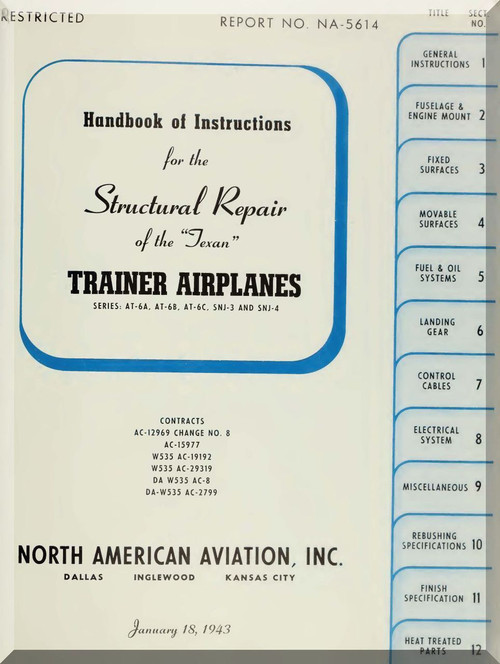 RESTRICTED
REPORT NO. NA-5614
TITLE SECT. NO.
Handbook of Instructions
for the
Structural Repair
of the "Texan"
TRAINER AIRPLANES
SERIES: AT-6A, AT-6B, AT-6C, SNJ-3 AND SNJ-4
CONTRACTS
AC-12969 CHANGE NO. 8
AC-15977
W535 AC-19192
W535 AC-29319
DA W535 AC-8
DA-W535 AC-2799
NORTH AMERICAN AVIATION, INC.
DALLAS INGLEWOOD KANSAS CITY
January 18, 1943
GENERAL
INSTRUCTIONS 1
FUSELAGE &
ENGINE MOUNT 2
FIXED
SURFACES 3
MOVABLE
SURFACES 4
FUEL & OIL
SYSTEMS 5
LANDING
GEAR 6
CONTROL
CABLES 7
ELECTRICAL
SYSTEM 8
MISCELLANEOUS 9
REBUSHING
SPECIFICATIONS 10
FINISH
SPECIFICATION 11
HEAT TREATED
PARTS 12